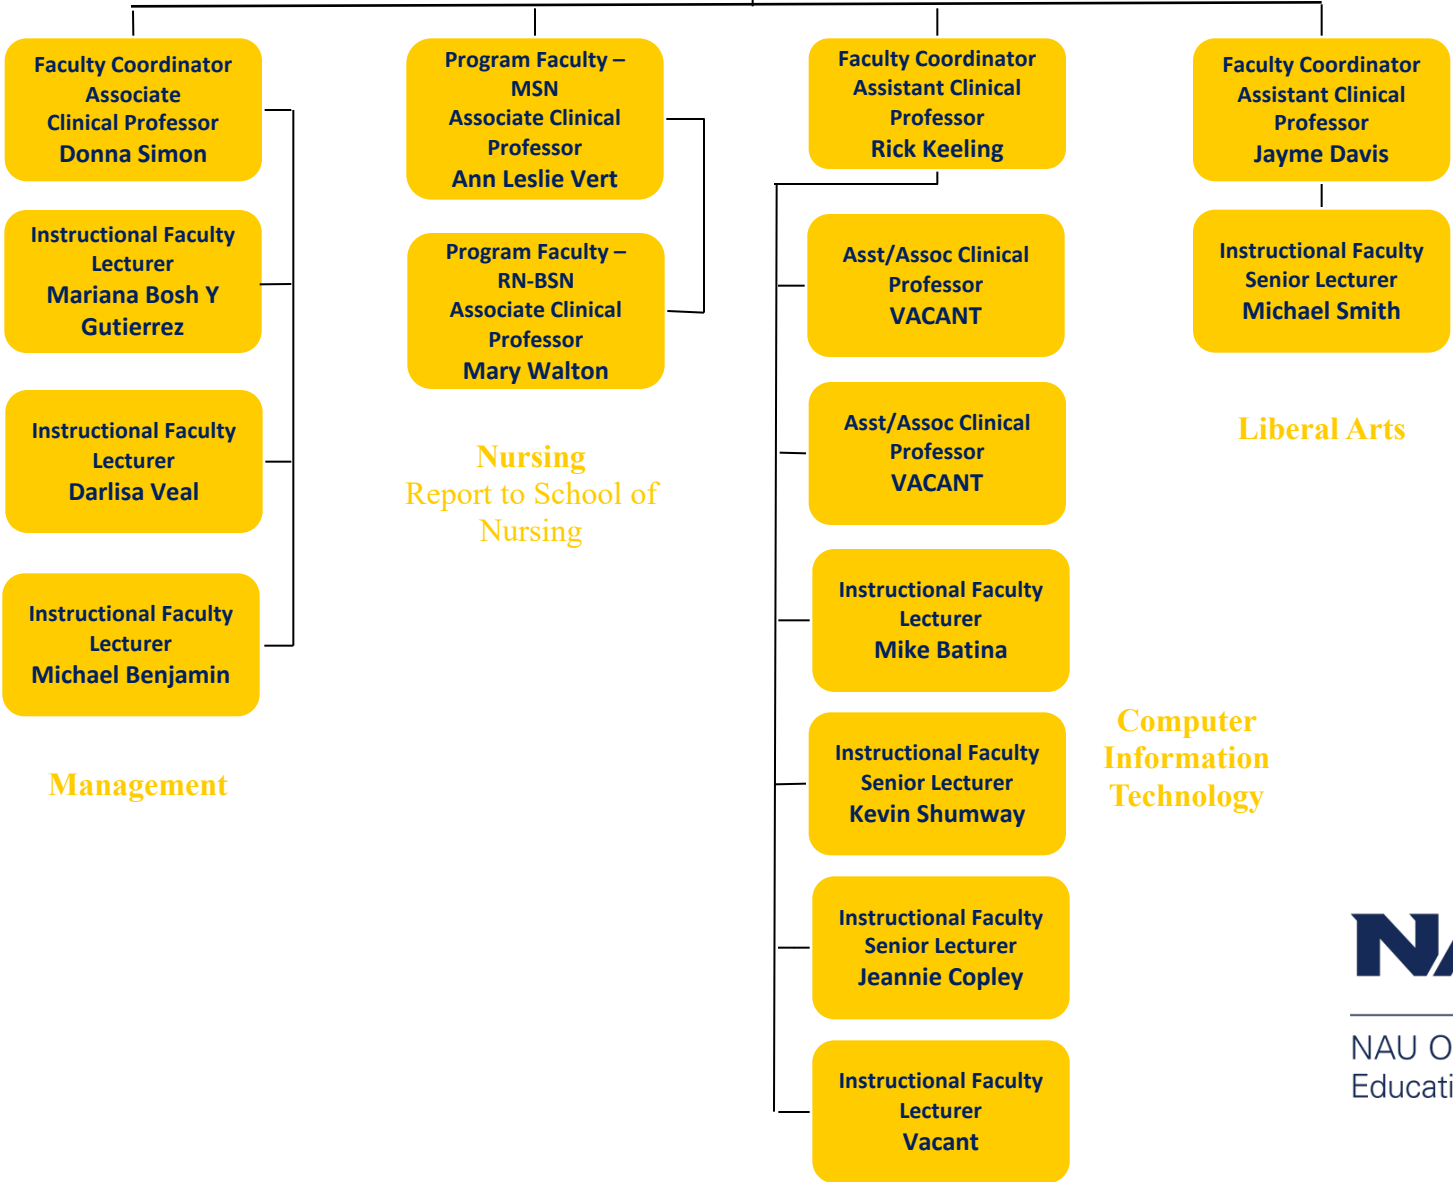 Faculty Coordinator
Associate
Clinical Professor
Donna Simon
Instructional Faculty
Lecturer
Mariana Bosh Y
Gutierrez
Instructional Faculty
Lecturer
Darlisa Veal
Instructional Faculty
Lecturer
Michael Benjamin
Management
Program Faculty –
MSN
Associate Clinical
Professor
Ann Leslie Vert
Program Faculty –
RN-BSN
Associate Clinical
Professor
Mary Walton
Nursing
Report to School of
Nursing
Faculty Coordinator
Assistant Clinical
Professor
Rick Keeling
Asst/Assoc Clinical
Professor
VACANT
Asst/Assoc Clinical
Professor
VACANT
Instructional Faculty
Lecturer
Mike Batina
Instructional Faculty
Senior Lecturer
Kevin Shumway
Instructional Faculty
Senior Lecturer
Jeannie Copley
Instructional Faculty
Lecturer
Vacant
Computer
Information
Technology
Faculty Coordinator
Assistant Clinical
Professor
Jayme Davis
Instructional Faculty
Senior Lecturer
Michael Smith
Liberal Arts
NAU